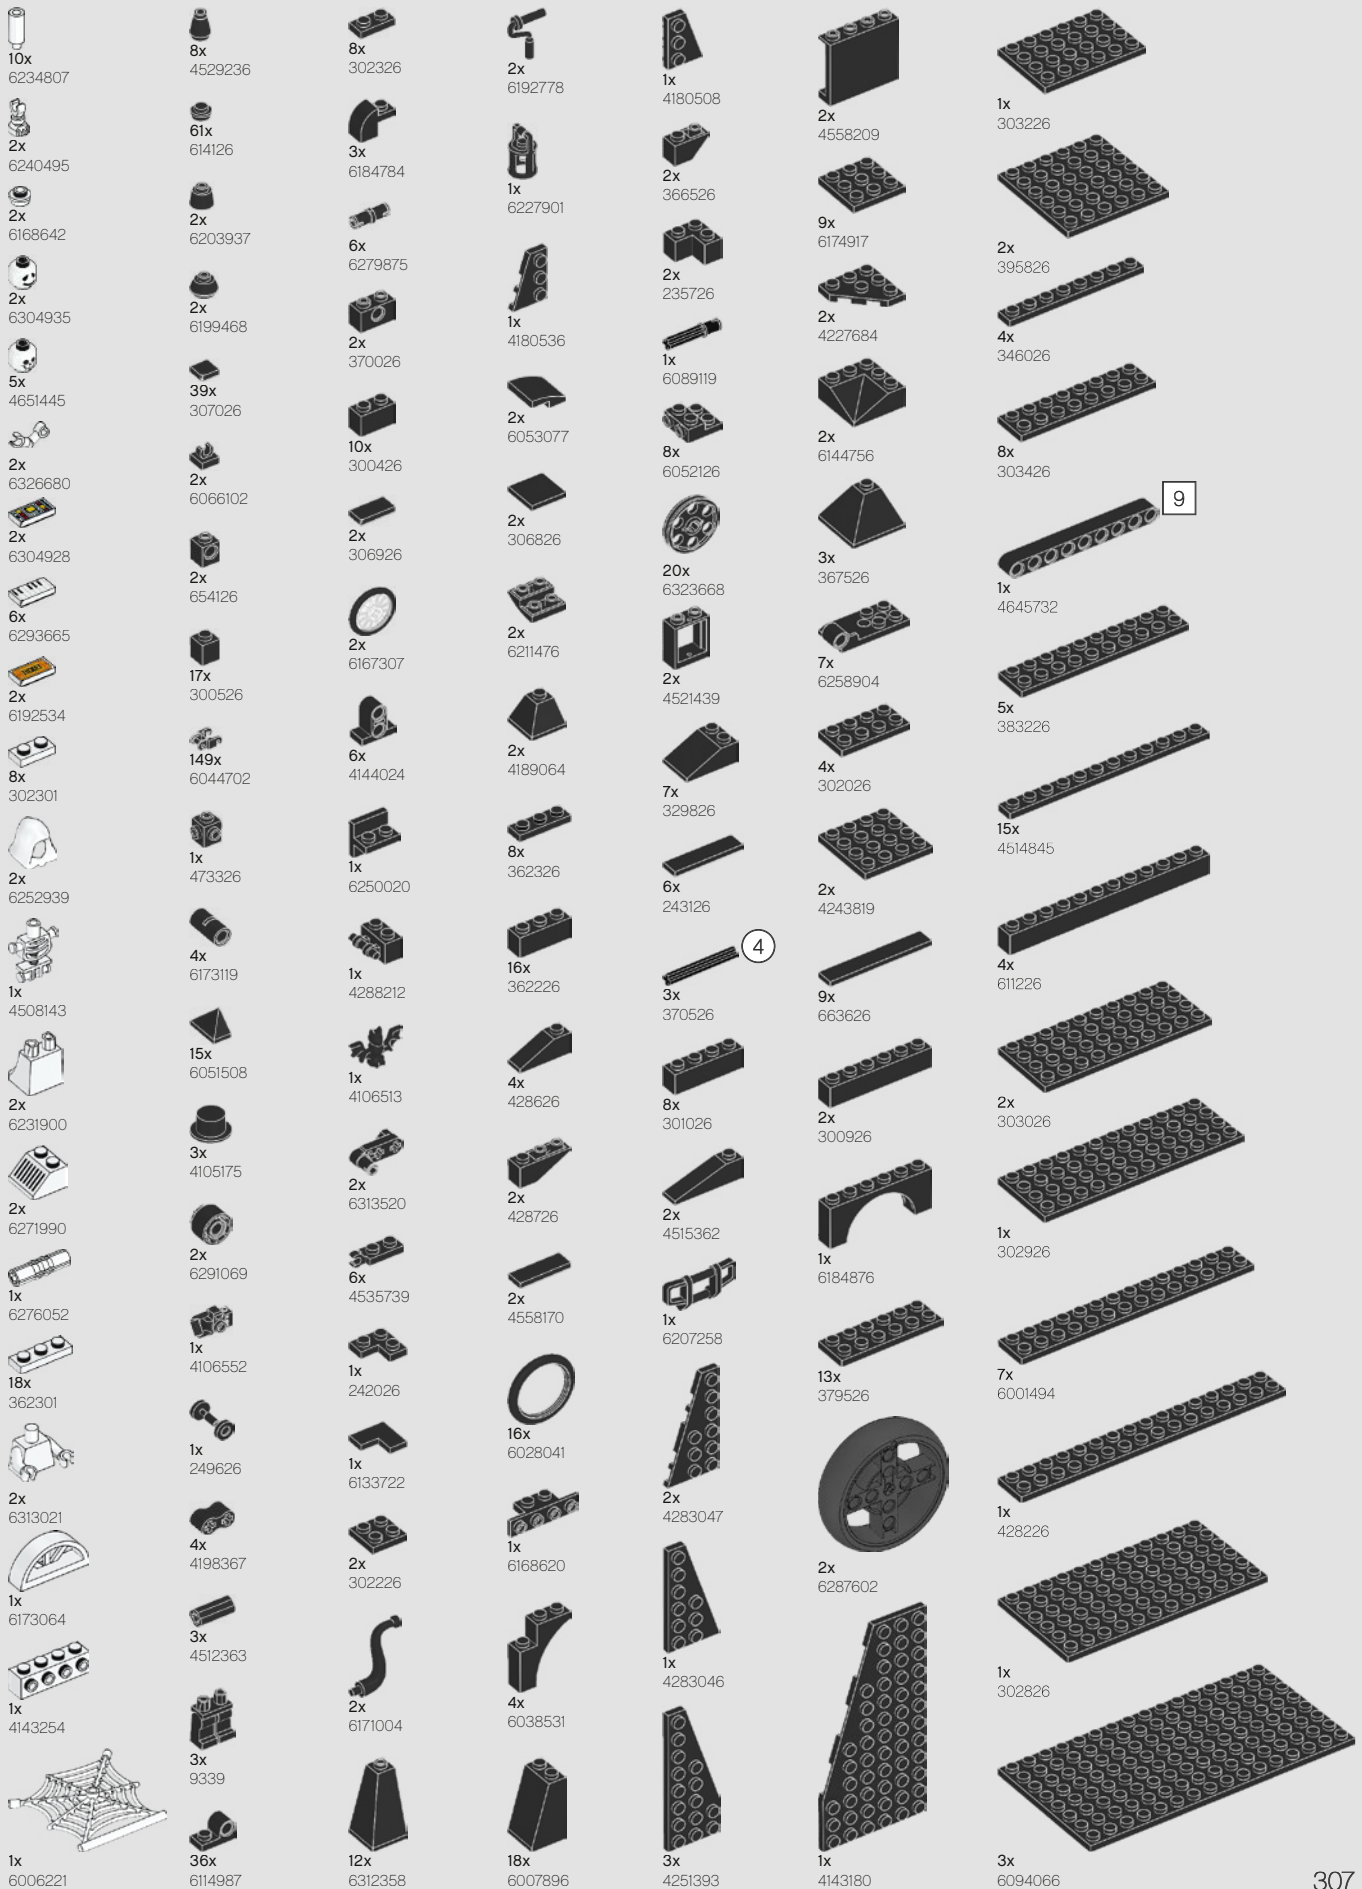 10x
6234807
2x
6240495
2x
6168642
2x
6304935
5x
4651445
2x
6326680
2x
6304928
6x
6293665
TICKET
2x
6192534
8x
302301
2x
6252939
1x
4508143
2x
6231900
2x
6271990
1x
6276052
18x
362301
2x
6313021
1x
6173064
1x
4143254
1x
6006221
8x
4529236
61x
614126
2x
6203937
2x
6199468
39x
307026
2x
6066102
2x
654126
17x
300526
149x
6044702
1x
473326
4x
6173119
15x
6051508
3x
4105175
2x
6291069
1x
4106552
1x
249626
4x
4198367
3x
4512363
3x
9339
36x
6114987
8x
302326
3x
6184784
6x
6279875
2x
370026
10x
300426
2x
306926
2x
6167307
6x
4144024
1x
6250020
1x
4288212
1x
4106513
2x
6313520
6x
4535739
1x
242026
1x
6133722
2x
302226
2x
6171004
12x
6312358
2x
6192778
1x
6227901
1x
4180536
2x
6053077
2x
306826
2x
6211476
2x
4189064
8x
362326
16x
362226
4x
428626
2x
428726
2x
4558170
16x
6028041
1x
6168620
4x
6038531
18x
6007896
1x
4180508
2x
366526
2x
235726
1x
6089119
8x
6052126
20x
6323668
2x
4521439
7x
329826
6x
243126
4
3x
370526
8x
301026
2x
4515362
1x
6207258
2x
4283047
1x
4283046
3x
4251393
2x
4558209
9x
6174917
2x
4227684
2x
6144756
3x
367526
7x
6258904
4x
302026
2x
4243819
9x
663626
2x
300926
1x
6184876
13x
379526
2x
6287602
1x
4143180
1x
303226
2x
395826
4x
346026
8x
303426
9
1x
4645732
5x
383226
15x
4514845
4x
611226
2x
303026
1x
302926
7x
6001494
1x
428226
1x
302826
3x
6094066
307